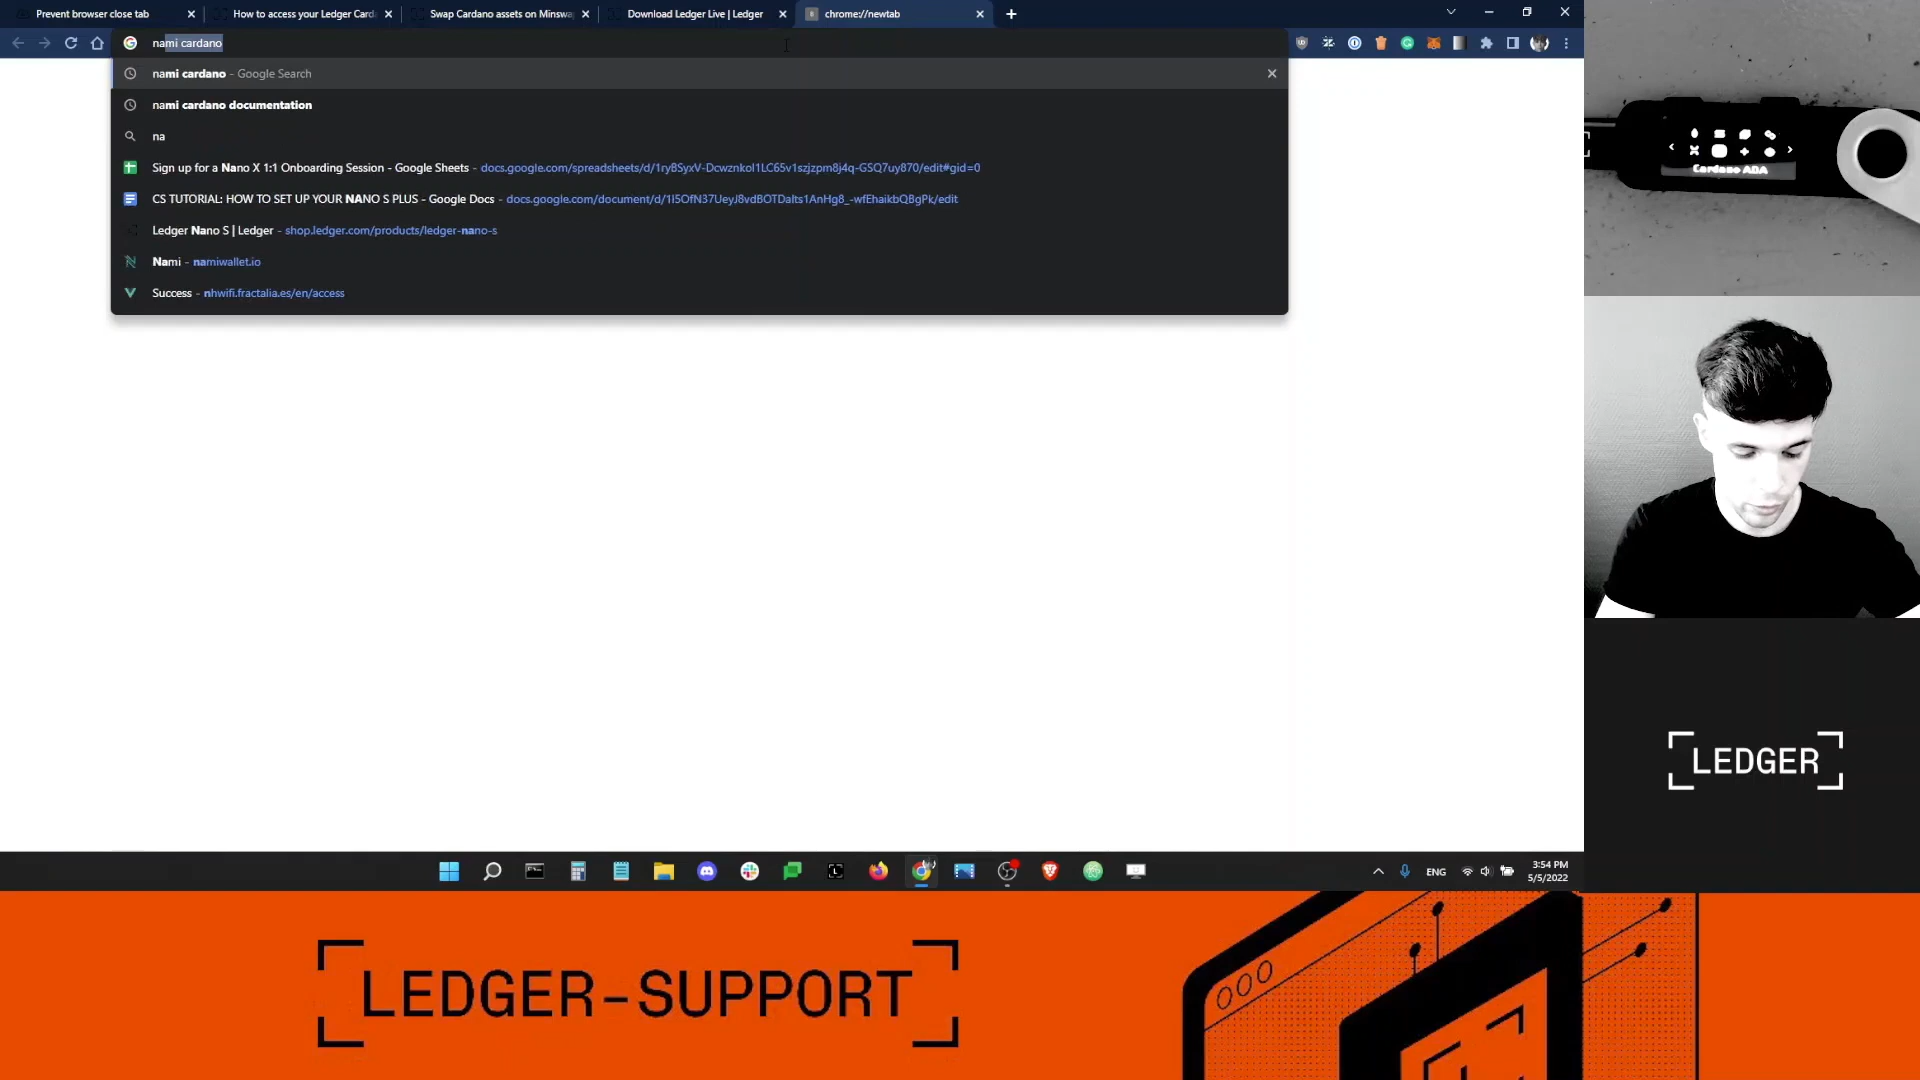 Prevent browser close tab
How to access your Ledger Card
Swap Cardano assets on Minswa
Download Ledger Live | Ledger
chrome://newtab
nami cardano
nami cardano - Google Search
nami cardano documentation
na
Sign up for a Nano X 1:1 Onboarding Session - Google Sheets - docs.google.com/spreadsheets/d/1ryBSyxV-Dcwznkol1LC65v1szjzpm8j4q-GSQ7uy870/edit#gid=0
CS TUTORIAL: HOW TO SET UP YOUR NANO S PLUS - Google Docs - docs.google.com/document/d/1I5OfN37UeyJ8vdBOTDaIts1AnHg8_-wfEhaikbQBgPk/edit
Ledger Nano S | Ledger - shop.ledger.com/products/ledger-nano-s
Nami - namiwallet.io
Success - nhwifi.fractalia.es/en/access
Cardano ADA
LEDGER
ENG
3:54 PM
5/5/2022
LEDGER-SUPPORT